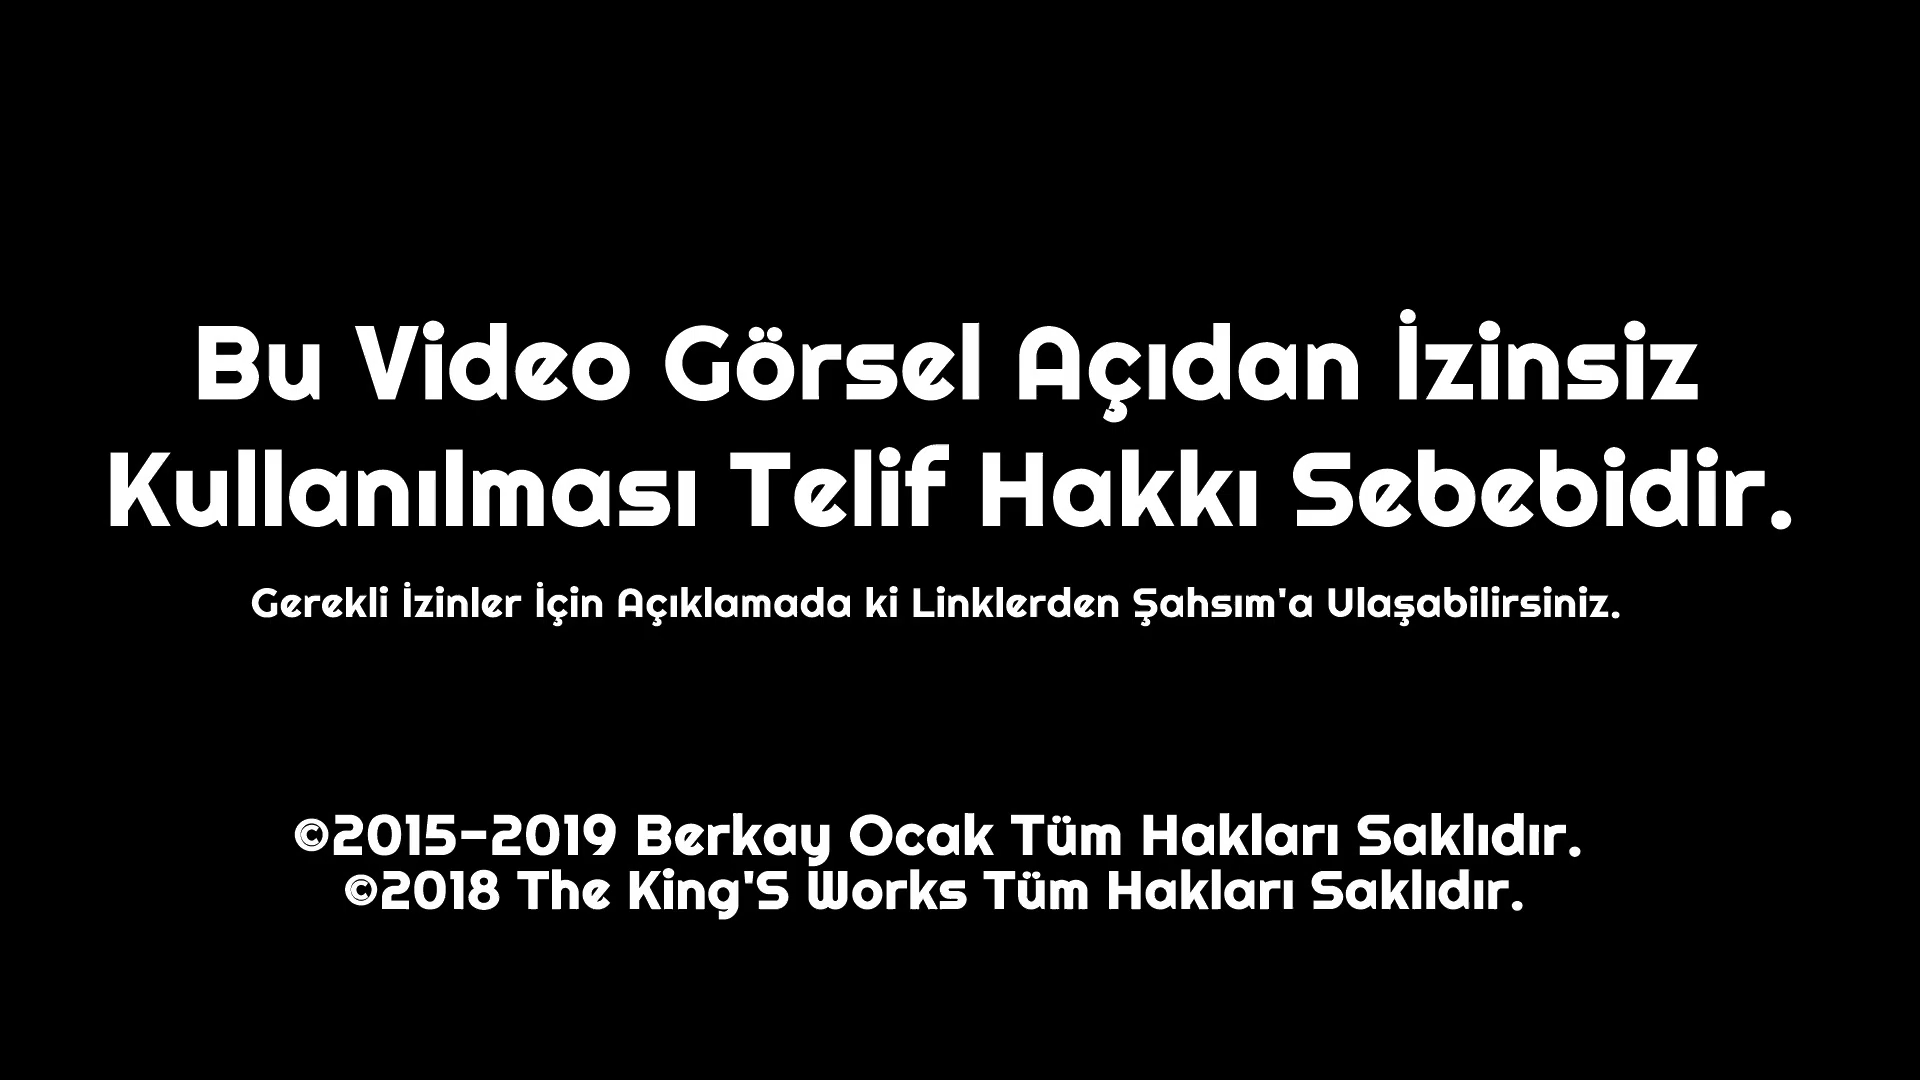 Bu Video Görsel Açıdan İzinsiz
Kullanılması Telif Hakkı Sebebidir.
Gerekli İzinler İçin Açıklamada ki Linklerden Şahsım'a Ulaşabilirsiniz.
©2015-2019 Berkay Ocak Tüm Hakları Saklıdır.
©2018 The King'S Works Tüm Hakları Saklıdır.